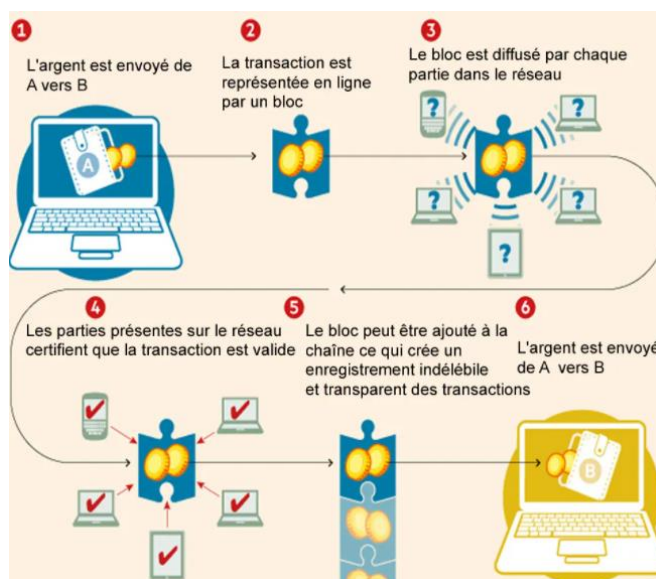 1
L'argent est envoyé de
A vers B
2
La transaction est
représentée en ligne
par un bloc
3
Le bloc est diffusé par chaque
partie dans le réseau
A
?
?
?
?
?
4
Les parties présentes sur le réseau
certifient que la transaction est valide
5
Le bloc peut être ajouté à la
chaîne ce qui crée un
enregistrement indélébile
et transparent des transactions
6
L'argent est envoyé
de A vers B
B